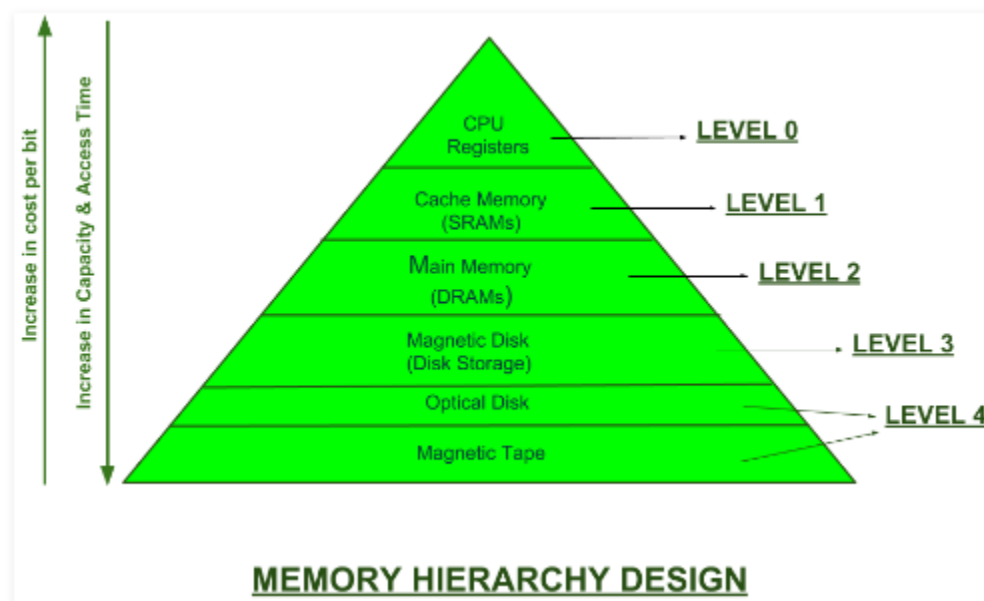 Increase in cost per bit
Increase in Capacity & Access Time
CPU
Registers
LEVEL 0
Cache Memory
(SRAMs)
LEVEL 1
Main Memory
(DRAMs)
LEVEL 2
Magnetic Disk
(Disk Storage)
LEVEL 3
Optical Disk
LEVEL 4
Magnetic Tape
MEMORY HIERARCHY DESIGN